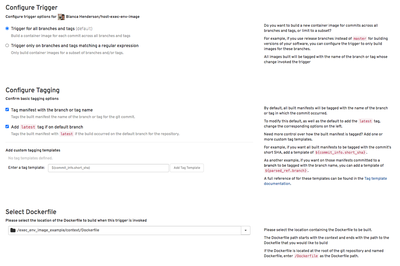 Configure Trigger
Configure trigger options for Bianca Henderson/host-exec-env-image
Trigger for all branches and tags (default)
Build a container image for each commit across all branches and tags
Trigger only on branches and tags matching a regular expression
Only build container images for a subset of branches and/or tags.
Do you want to build a new container image for commits across all
branches and tags, or limit to a subset?
For example, if you use release branches instead of master for building
versions of your software, you can configure the trigger to only build
images for these branches.
All images built will be tagged with the name of the branch or tag whose
change invoked the trigger
Configure Tagging
Confirm basic tagging options
Tag manifest with the branch or tag name
Tags the built manifest the name of the branch or tag for the git commit.
Add latest tag if on default branch
Tags the built manifest with latest if the build occurred on the default branch for the repository.
Add custom tagging templates
No tag templates defined.
Enter a tag template:
Add Tag Template
By default, all built manifests will be tagged with the name of the branch
or tag in which the commit occurred.
To modify this default, as well as the default to add the latest tag,
change the corresponding options on the left.
Need more control over how the built manifest is tagged? Add one or
more custom tag templates.
For example, if you want all built manifests to be tagged with the commit's
short SHA, add a template of ${commit_info.short_sha}.
As another example, if you want on those manifests committed to a
branch to be tagged with the branch name, you can add a template of
${parsed_ref.branch}.
A full reference of for these templates can be found in the Tag template
documentation.
Select Dockerfile
Please select the location of the Dockerfile to build when this trigger is invoked
/exec_env_image_example/context/Dockerfile
Please select the location containing the Dockerfile to be built.
The Dockerfile path starts with the context and ends with the path to the
Dockerfile that you would like to build
If the Dockerfile is located at the root of the git repository and named
Dockerfile, enter /Dockerfile as the Dockerfile path.